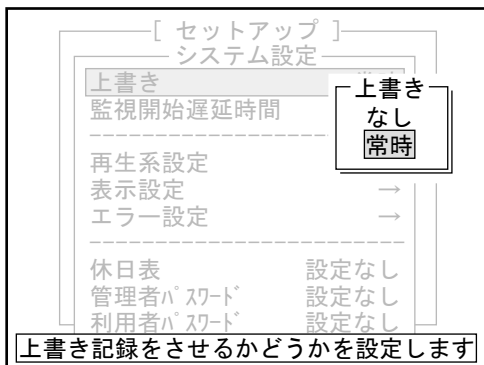 [ セットアップ ]
システム設定
上書き
監視開始遅延時間
再生系設定
表示設定 →
エラー設定 →
休日表 設定なし
管理者ﾊﾟｽﾜｰﾄﾞ 設定なし
利用者ﾊﾟｽﾜｰﾄﾞ 設定なし
上書き
なし
常時
上書き記録をさせるかどうかを設定します